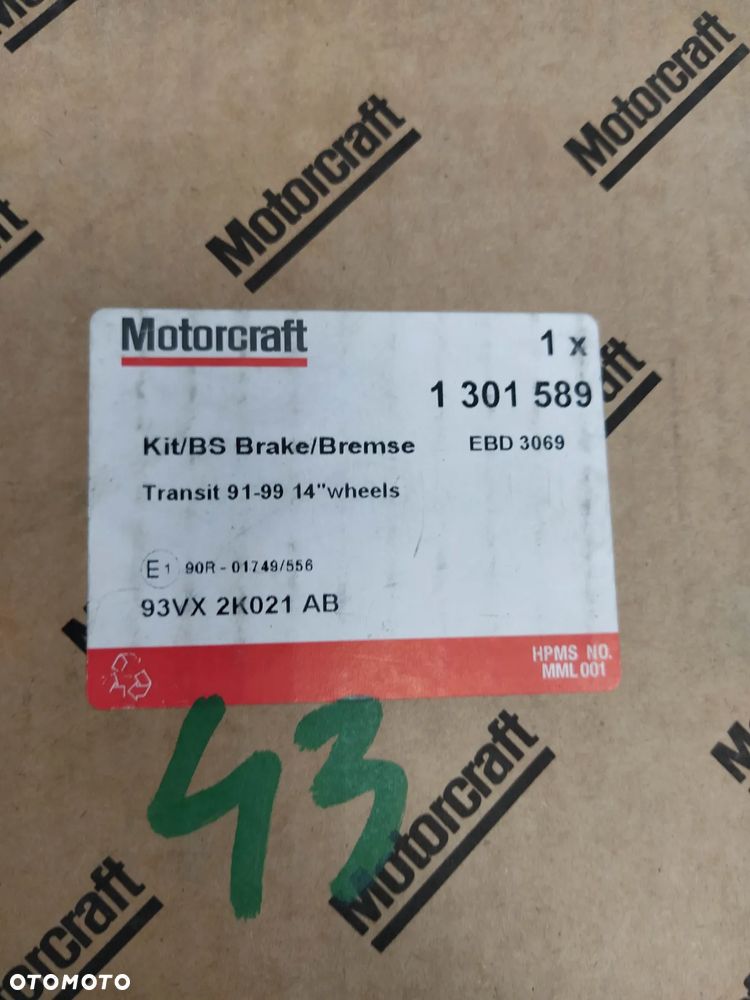 Motorcraft
Motorcraft
Motorcraft
1 x
1 301 589
Kit/BS Brake/Bremse EBD 3069
Transit 91-99 14"wheels
E1 90R - 01749/556
93VX 2K021 AB
HPMS NO.
MML 001
43
Motorcraft
Motorcraft
OTOMOTO